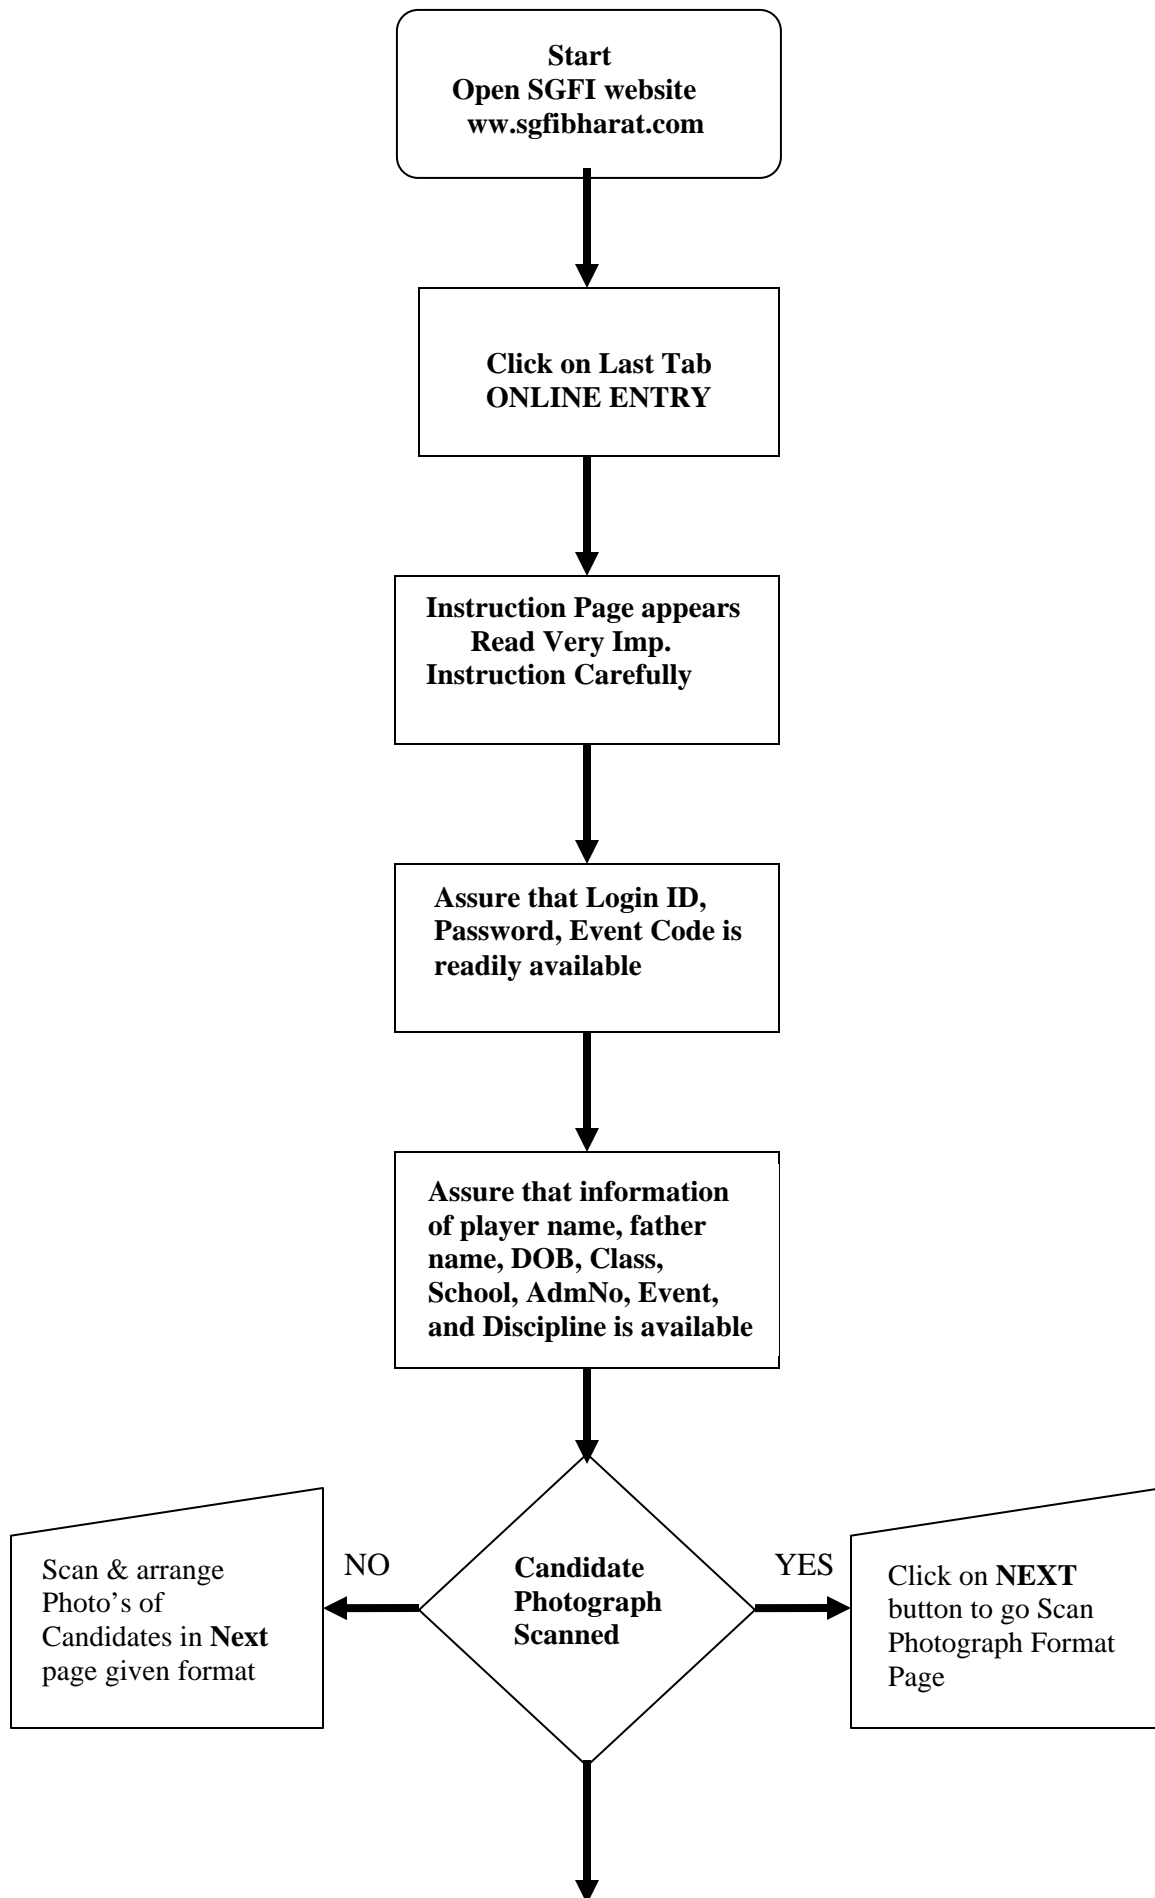 Start
Open SGFI website
ww.sgfibharat.com
Click on Last Tab
ONLINE ENTRY
Instruction Page appears
Read Very Imp.
Instruction Carefully
Assure that Login ID,
Password, Event Code is
readily available
Assure that information
of player name, father
name, DOB, Class,
School, AdmNo, Event,
and Discipline is available
NO
Candidate
Photograph
Scanned
YES
Scan & arrange
Photo’s of
Candidates in Next
page given format
Click on NEXT
button to go Scan
Photograph Format
Page